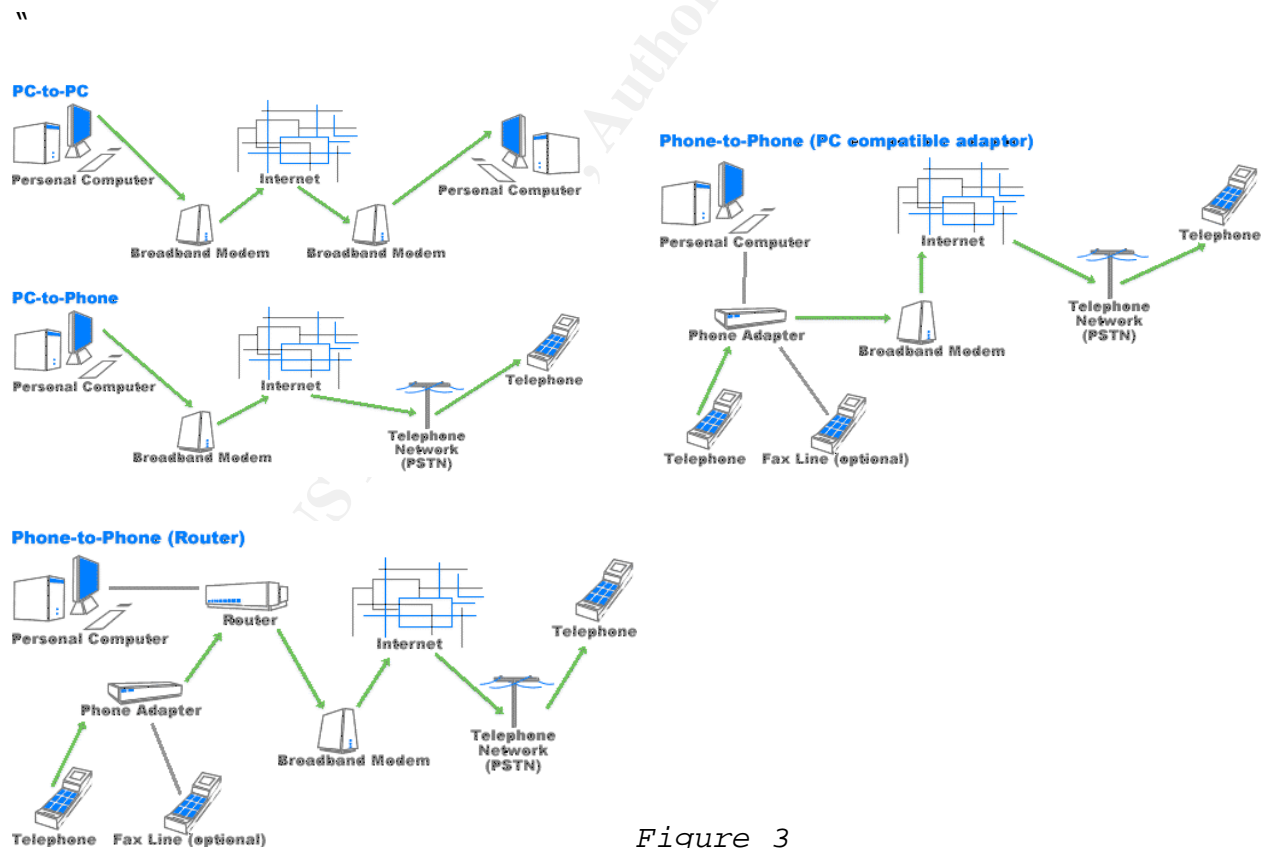 “
PC-to-PC
Personal Computer
Broadband Modem
Internet
Broadband Modem
Personal Computer
PC-to-Phone
Personal Computer
Broadband Modem
Internet
Telephone
Network
(PSTN)
Telephone
Phone-to-Phone (PC compatible adaptor)
Personal Computer
Phone Adapter
Telephone
Fax Line (optional)
Broadband Modem
Internet
Telephone
Network
(PSTN)
Telephone
Phone-to-Phone (Router)
Personal Computer
Router
Phone Adapter
Telephone
Fax Line (optional)
Broadband Modem
Internet
Telephone
Network
(PSTN)
Telephone
Figure 3